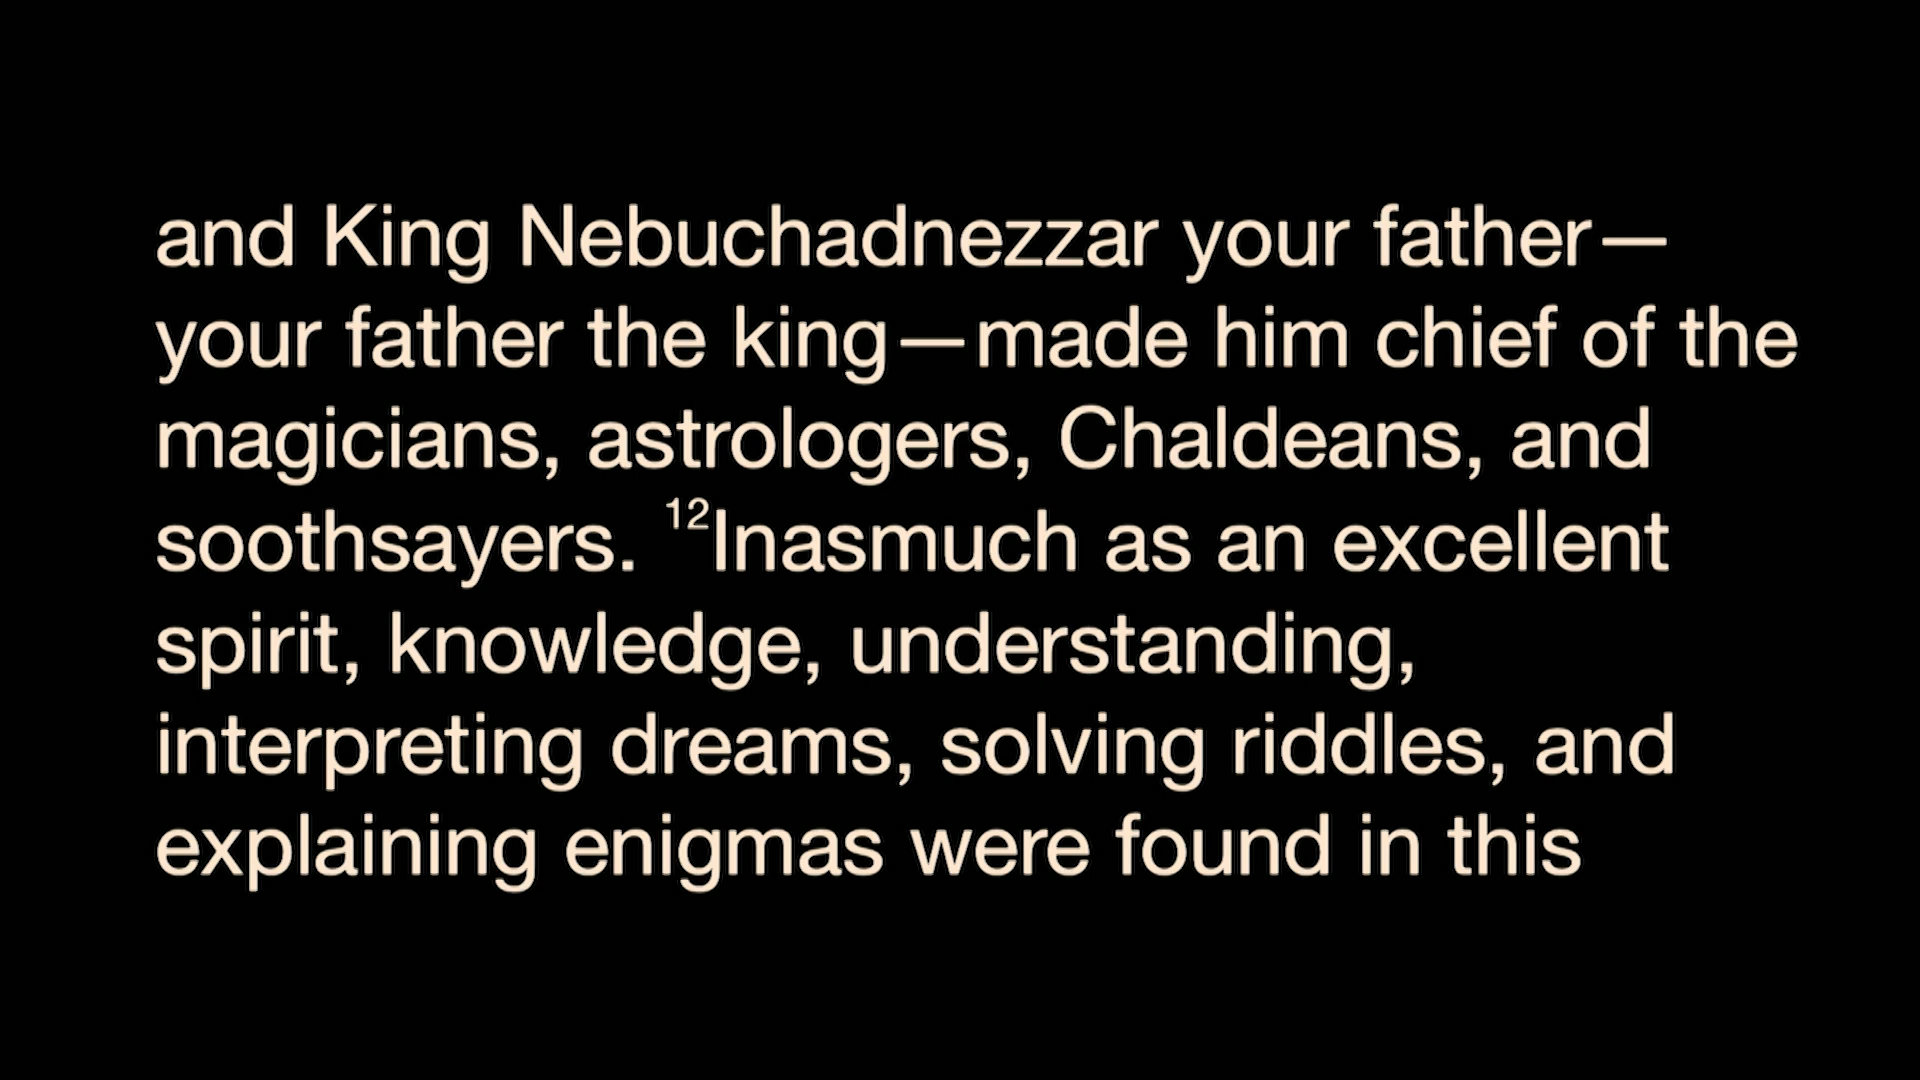 and King Nebuchadnezzar your father—
your father the king—made him chief of the
magicians, astrologers, Chaldeans, and
soothsayers. ¹²Inasmuch as an excellent
spirit, knowledge, understanding,
interpreting dreams, solving riddles, and
explaining enigmas were found in this